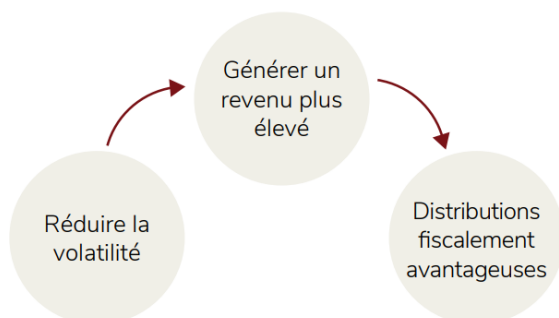 Générer un
revenu plus
élevé
Réduire la
volatilité
Distributions
fiscalement
avantageuses